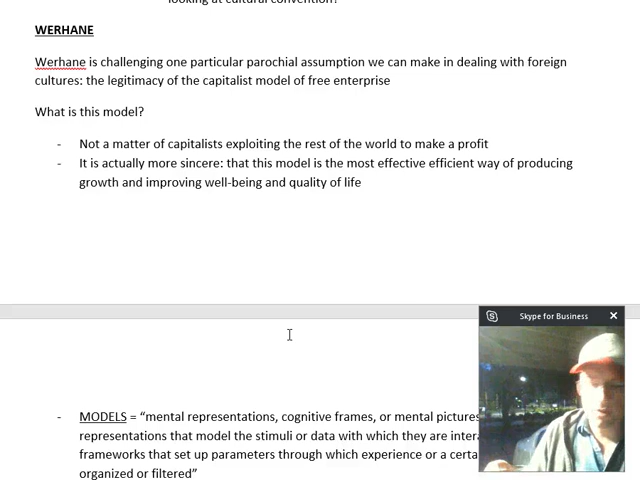 looking at cultural convention?
WERHANE
Werhane is challenging one particular parochial assumption we can make in dealing with foreign
cultures: the legitimacy of the capitalist model of free enterprise
What is this model?
- Not a matter of capitalists exploiting the rest of the world to make a profit
- It is actually more sincere: that this model is the most effective efficient way of producing
growth and improving well-being and quality of life
Skype for Business
- MODELS = “mental representations, cognitive frames, or mental pictures
representations that model the stimuli or data with which they are
frameworks that set up parameters through which experience or a
organized or filtered”